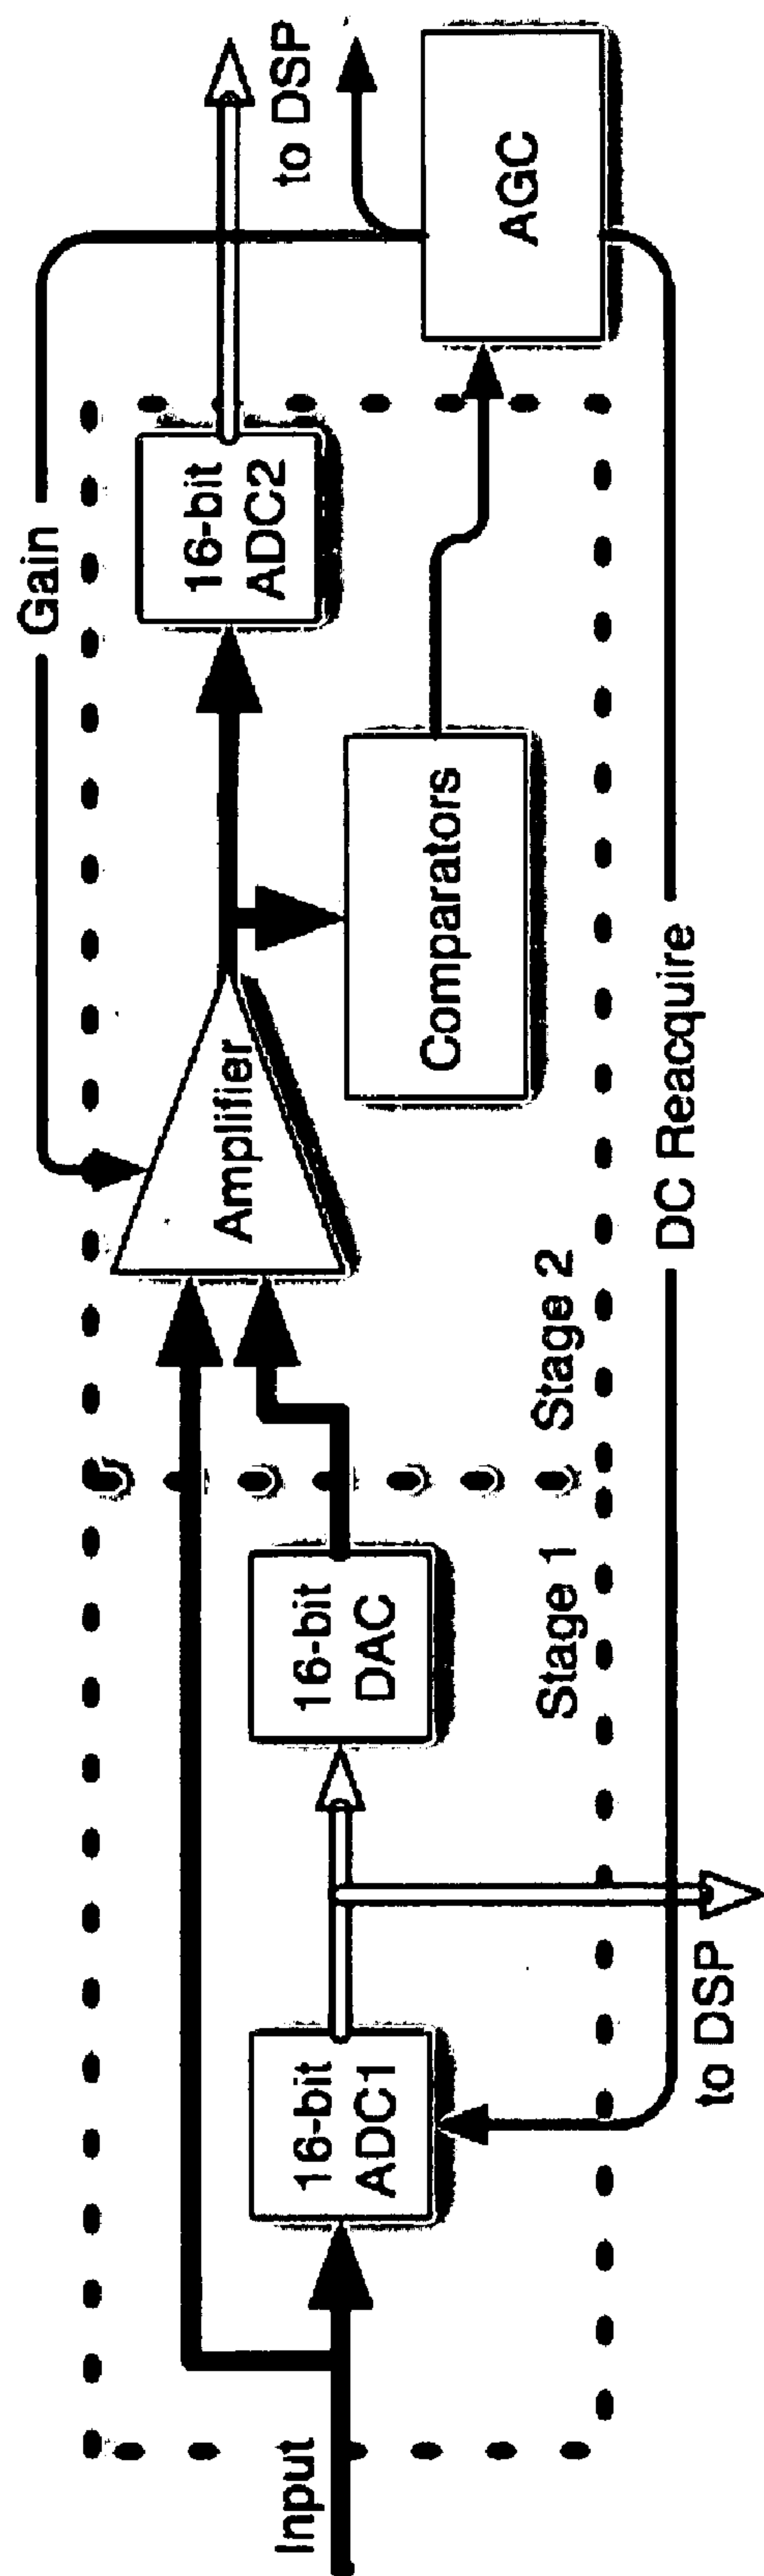 Input
16-bit
ADC1
to DSP
16-bit
DAC
Stage 1
Stage 2
Amplifier
Comparators
16-bit
ADC2
Gain
DC Reacquire
AGC
to DSP